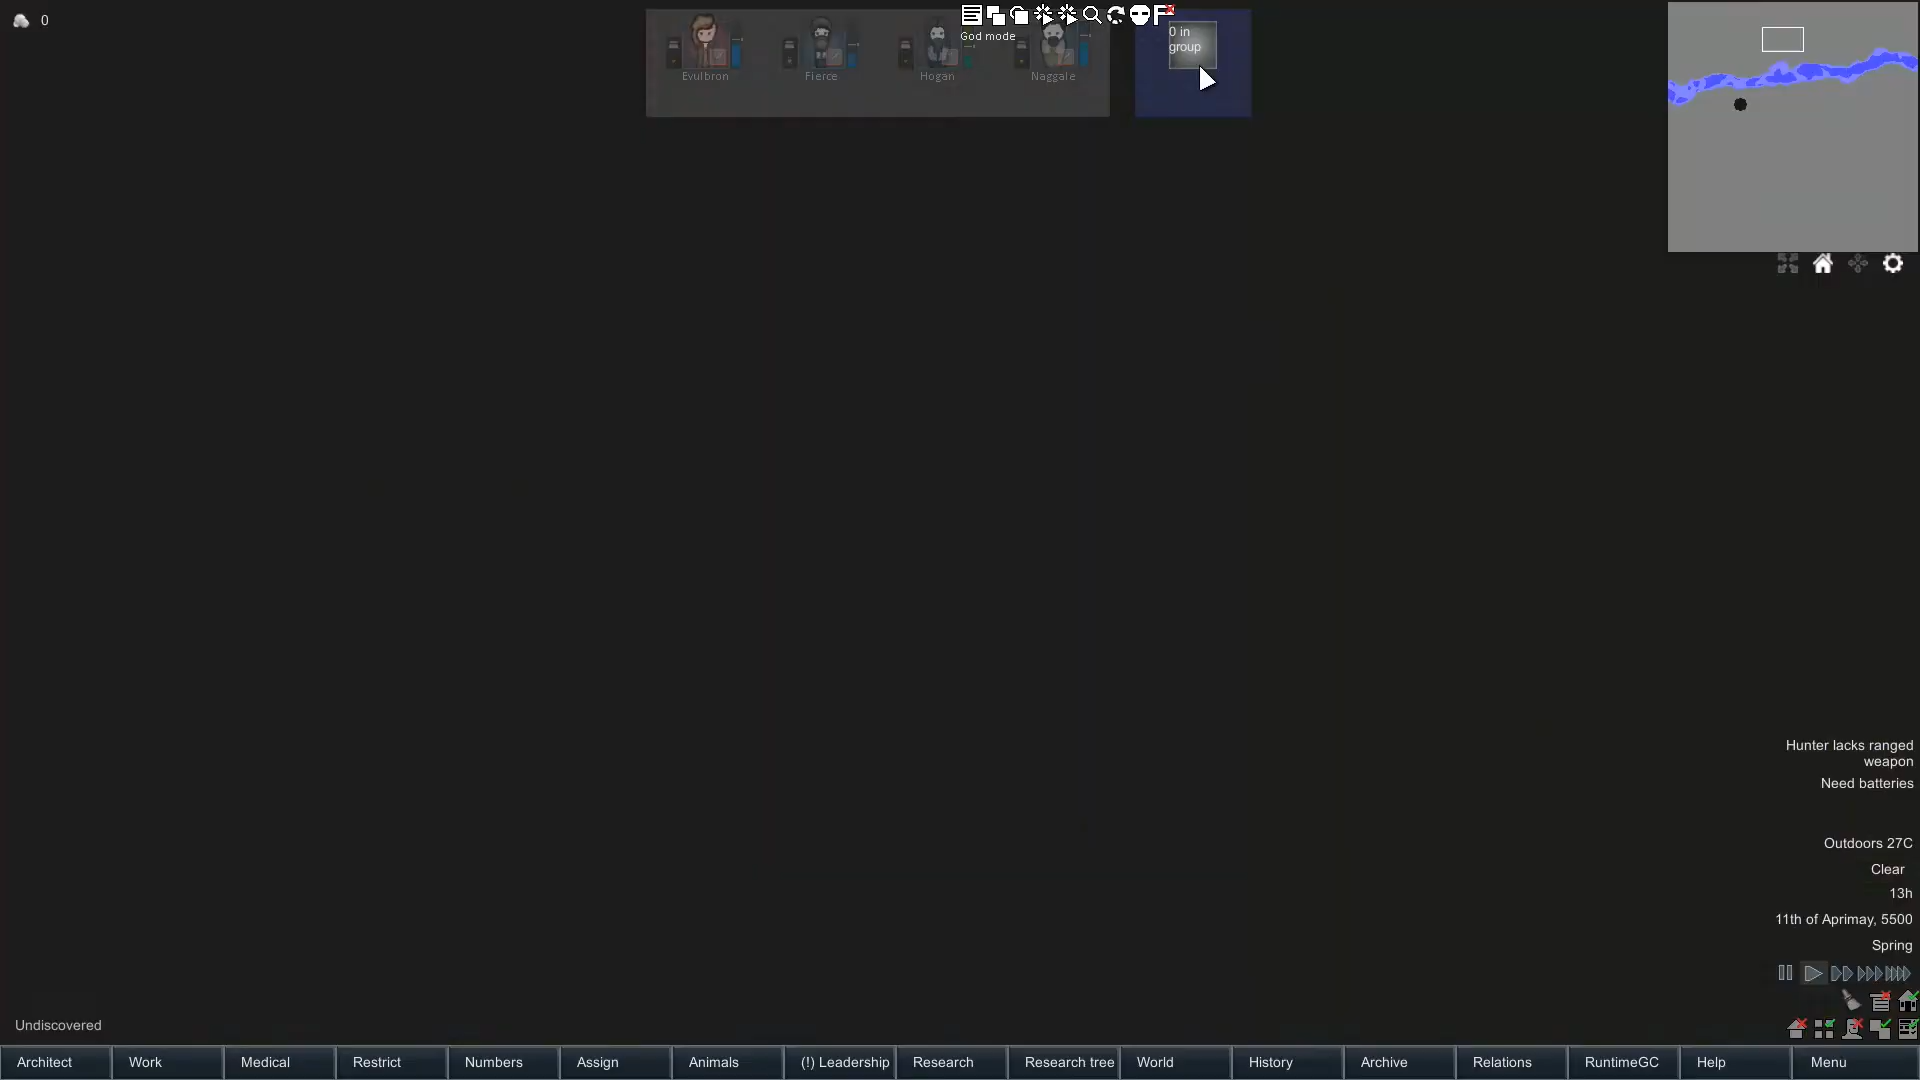 0
God mode
Evulbron
Fierce
Hogan
Naggale
0 in
group
Hunter lacks ranged
weapon
Need batteries
Outdoors 27C
Clear
13h
11th of Aprimay, 5500
Spring
Undiscovered
Architect
Work
Medical
Restrict
Numbers
Assign
Animals
(!) Leadership
Research
Research tree
World
History
Archive
Relations
RuntimeGC
Help
Menu